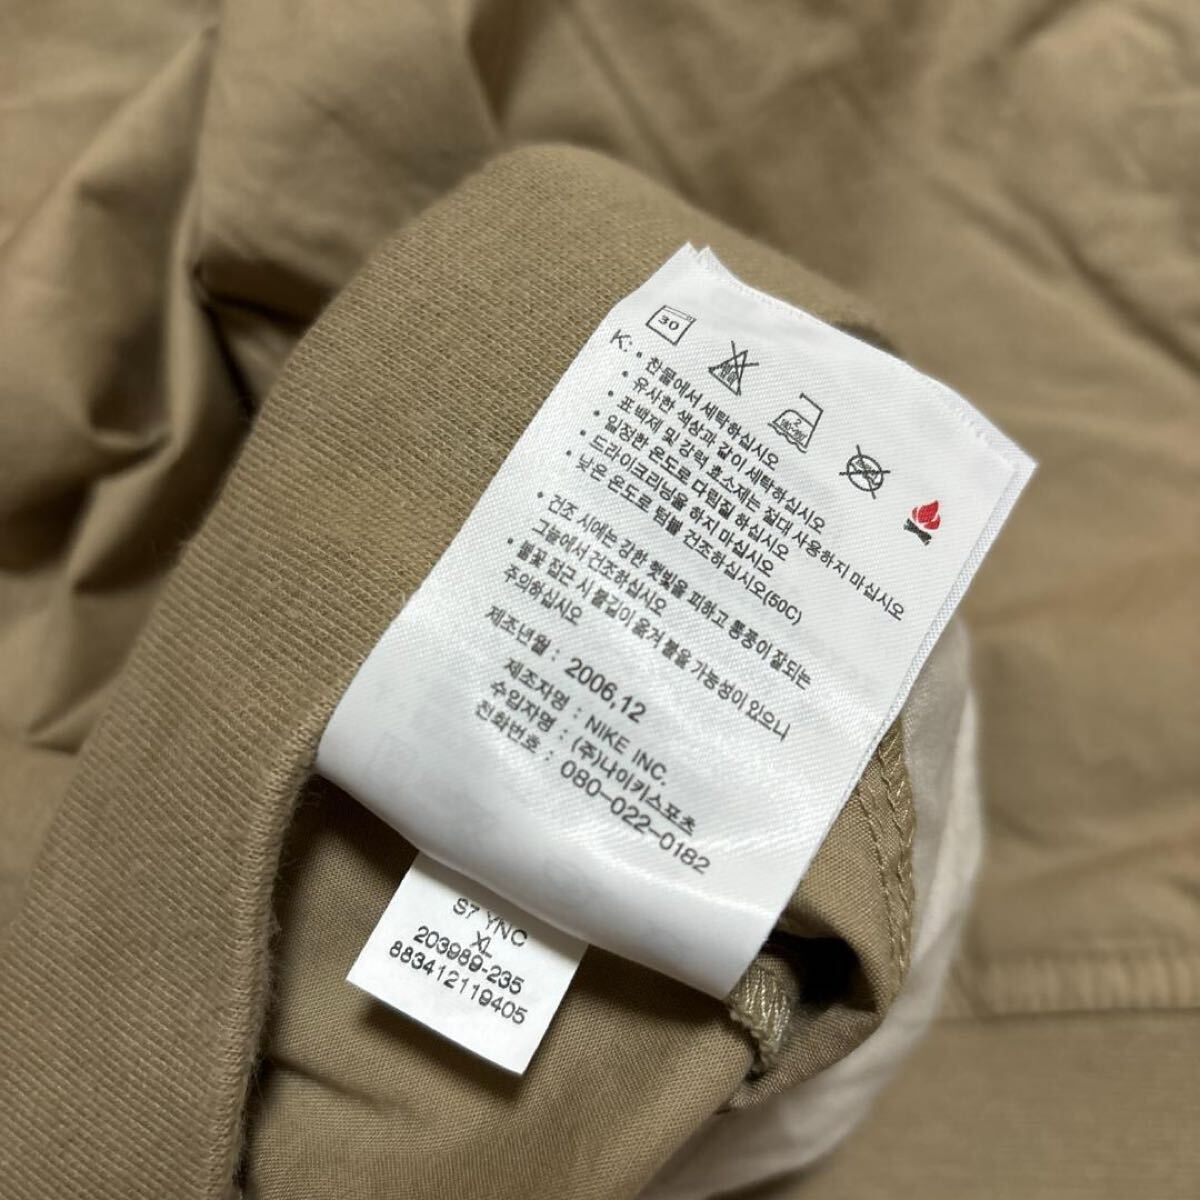 30
K: • 찬물에서 세탁하십시오
• 유사한 색상과 같이 세탁하십시오
• 표백제 및 강력 효소제는 절대 사용하지 마십시오
• 일정한 온도로 다림질 하십시오
• 드라이크리닝을 하지 마십시오
• 낮은 온도로 텀블 건조하십시오(50C)
• 건조 시에는 강한 햇빛을 피하고 통풍이 잘되는
그늘에서 건조하십시오
• 불꽃 접근 시 불길이 옮겨 붙을 가능성이 있으니
주의하십시오
제조년월 : 2006,12
제조자명 : NIKE INC.
수입자명 : (주)나이키스포츠
전화번호 : 080-022-0182
S7 YNC
XL
203989-235
883412119405